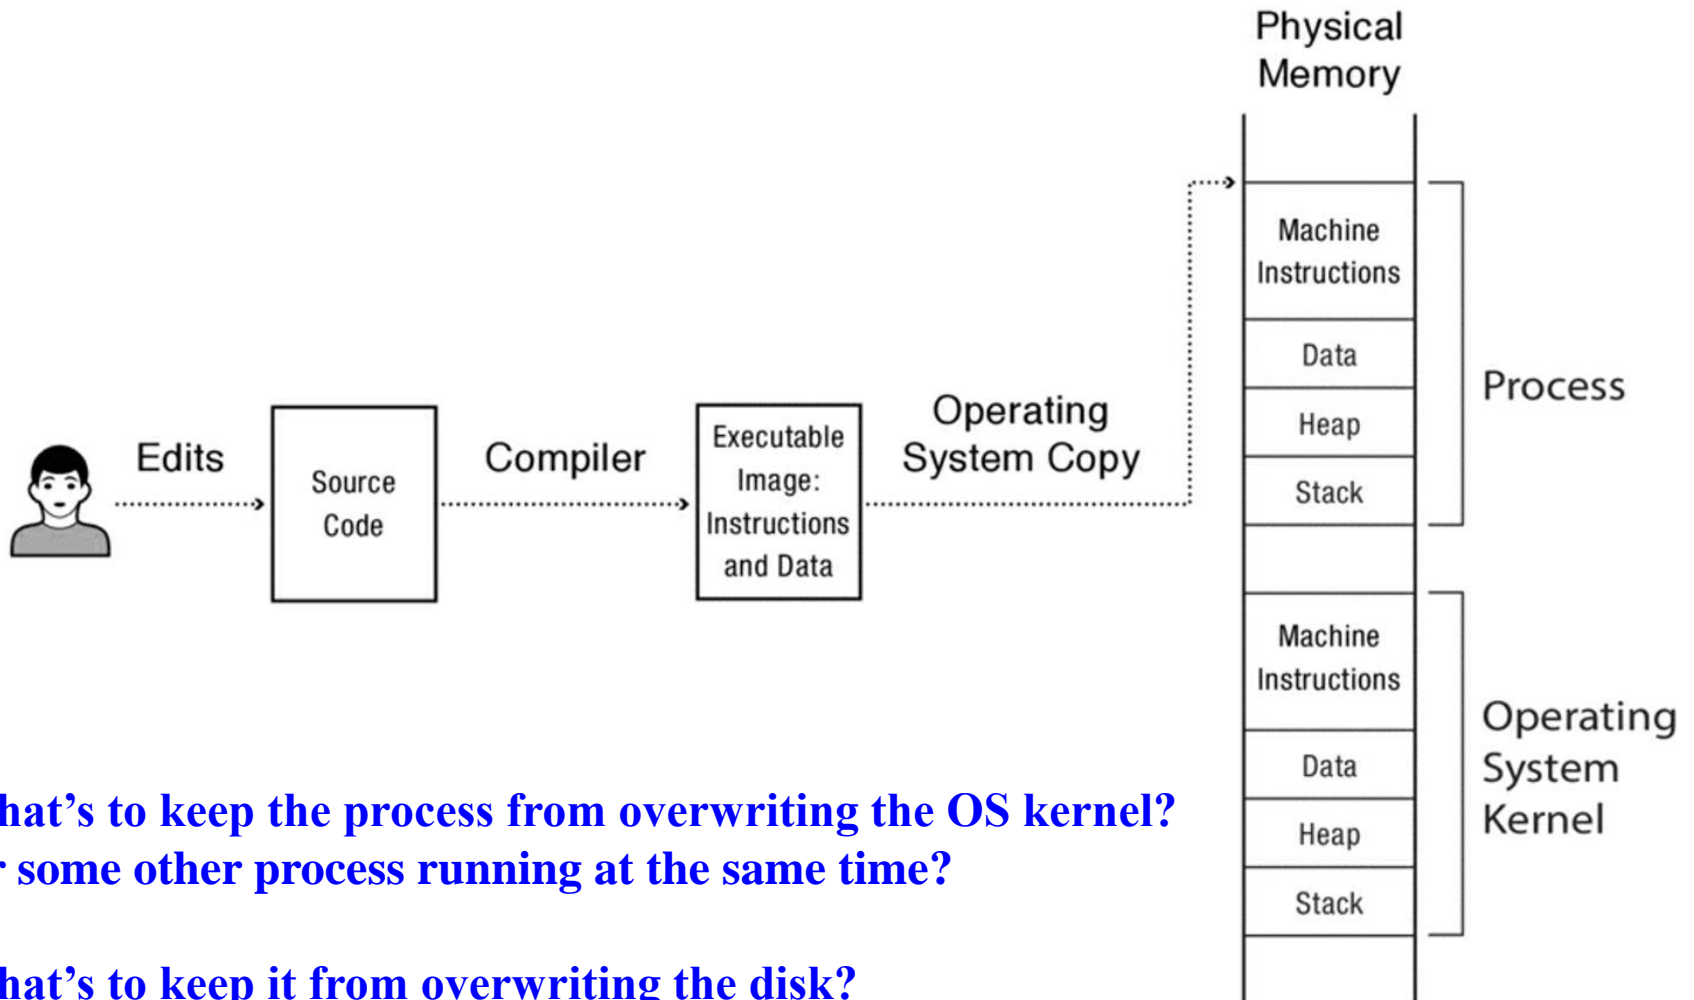 Physical
Memory
Machine
Instructions
Data
Heap
Stack
Process
Edits
Source
Code
Compiler
Executable
Image:
Instructions
and Data
Operating
System Copy
Machine
Instructions
Data
Heap
Stack
Operating
System
Kernel
hat’s to keep the process from overwriting the OS kernel?
r some other process running at the same time?
hat’s to keep it from overwriting the disk?